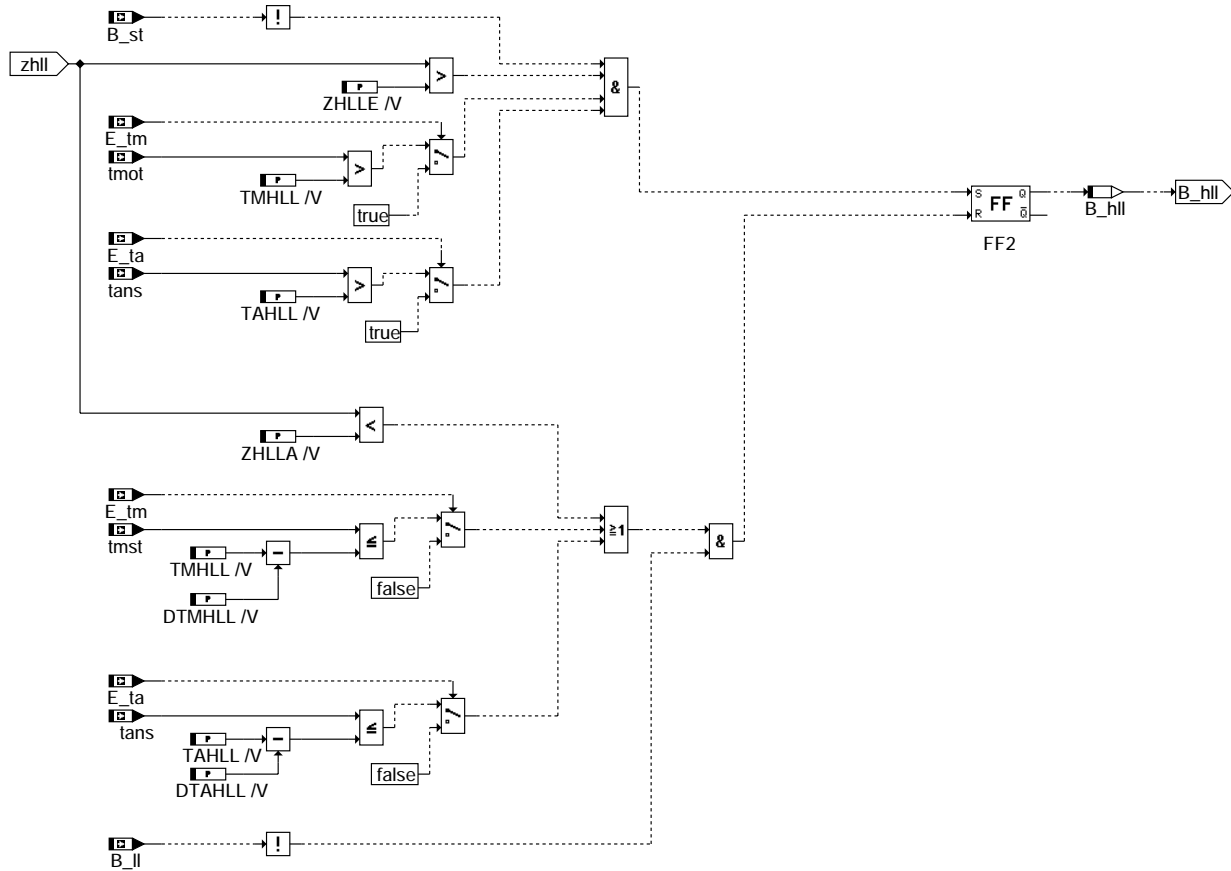 B_st
!
zhll
>
ZHLLE /V
P
&
E_tm
tmot
>
P
TMHLL /V
true
S Q
FF
R Q
FF2
B_hll
B_hll
E_ta
tans
>
P
TAHLL /V
true
<
P
ZHLLA /V
E_tm
tmst
P
TMHLL /V
−
≤
P
DTMHLL /V
false
≥1
&
E_ta
tans
P
TAHLL /V
−
≤
P
DTAHLL /V
false
B_ll
!